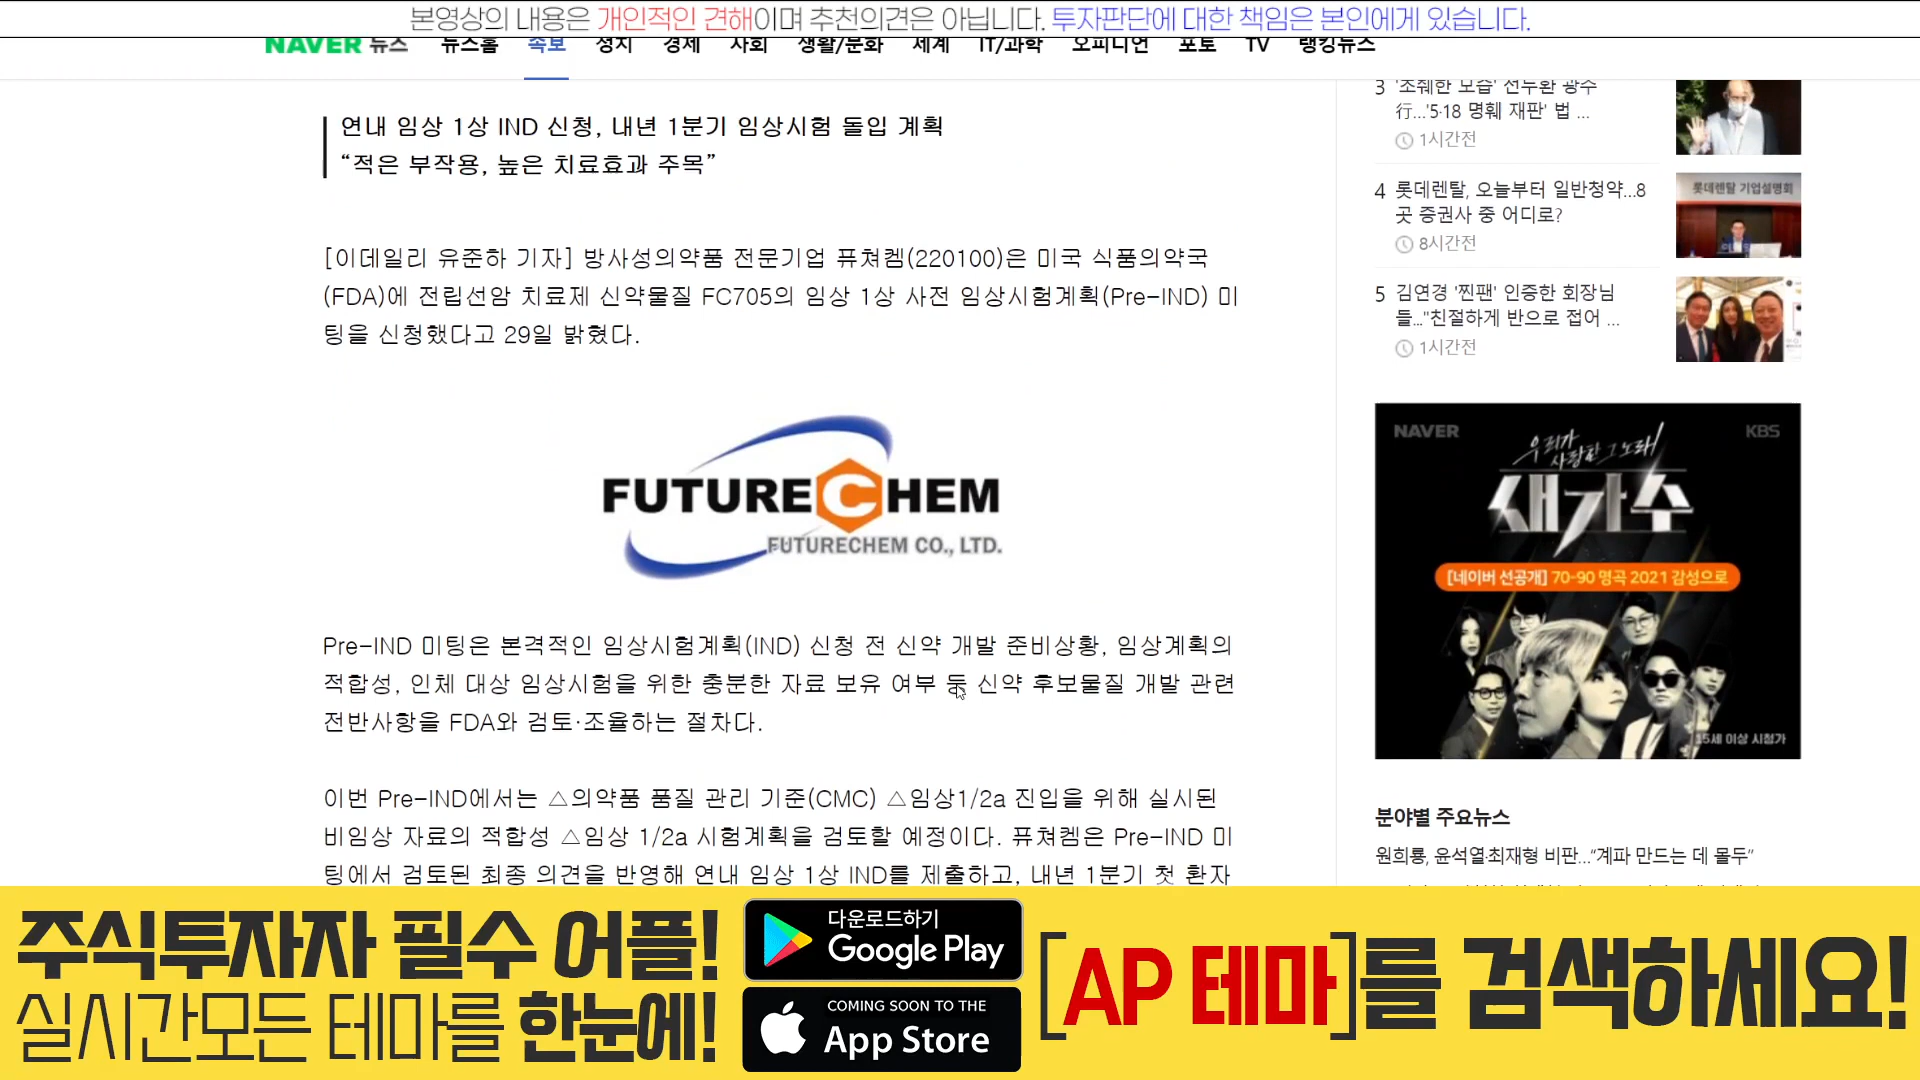 본영상의 내용은 개인적인 견해이며 추천의견은 아닙니다. 투자판단에 대한 책임은 본인에게 있습니다.
NAVER 뉴스 뉴스홈 속보 정치 경제 사회 생활/문화 세계 IT/과학 오피니언 포토 TV 랭킹뉴스
연내 임상 1상 IND 신청, 내년 1분기 임상시험 돌입 계획
“적은 부작용, 높은 치료효과 주목”
[이데일리 유준하 기자] 방사성의약품 전문기업 퓨쳐켐(220100)은 미국 식품의약국
(FDA)에 전립선암 치료제 신약물질 FC705의 임상 1상 사전 임상시험계획(Pre-IND) 미
팅을 신청했다고 29일 밝혔다.
FUTURECHEM
FUTURECHEM CO., LTD.
Pre-IND 미팅은 본격적인 임상시험계획(IND) 신청 전 신약 개발 준비상황, 임상계획의
적합성, 인체 대상 임상시험을 위한 충분한 자료 보유 여부 등 신약 후보물질 개발 관련
전반사항을 FDA와 검토·조율하는 절차다.
이번 Pre-IND에서는 △의약품 품질 관리 기준(CMC) △임상1/2a 진입을 위해 실시된
비임상 자료의 적합성 △임상 1/2a 시험계획을 검토할 예정이다. 퓨쳐켐은 Pre-IND 미
팅에서 검토된 최종 의견을 반영해 연내 임상 1상 IND를 제출하고, 내년 1분기 첫 환자
3 '초췌한 모습' 전두환 광주
行...'5·18 명훼 재판' 법 ...
1시간전
4 롯데렌탈, 오늘부터 일반청약...8
곳 증권사 중 어디로?
8시간전
롯데렌탈 기업설명회
5 김연경 '찐팬' 인증한 회장님
들..."친절하게 반으로 접어 ...
1시간전
NAVER KBS
우리가
사랑한 그 노래!
새가수
[네이버 선공개] 70-90 명곡 2021 감성으로
15세 이상 시청가
분야별 주요뉴스
원희룡, 윤석열·최재형 비판...“계파 만드는 데 몰두”
주식투자자 필수 어플!
실시간모든 테마를 한눈에!
다운로드하기
Google Play
COMING SOON TO THE
App Store
[AP 테마]를 검색하세요!